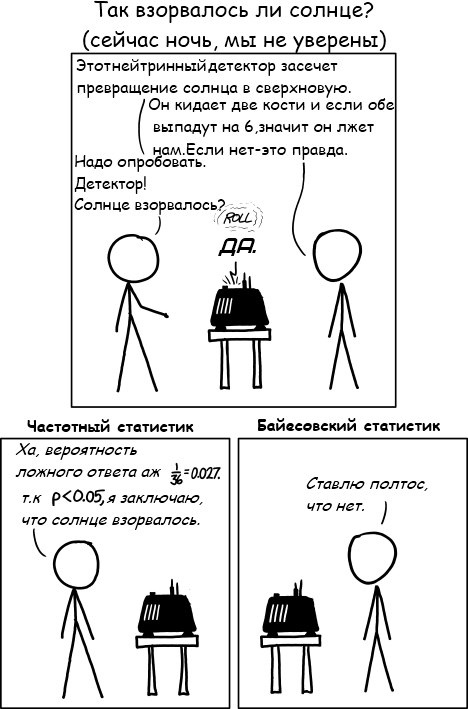 Так взорвалось ли солнце?
(сейчас ночь, мы не уверены)
Этотнейтринныйдетектор засечет
превращение солнца в сверхновую.
Он кидает две кости и если обе
выпадут на 6,значит он лжет
нам.Если нет-это правда.
Надо опробовать.
Детектор!
Солнце взорвалось?
ROLL
ДА.
Частотный статистик
Ха, вероятность
ложного ответа аж 1/36=0.027.
т.к p<0.05,я заключаю,
что солнце взорвалось.
Байесовский статистик
Ставлю полтос,
что нет.